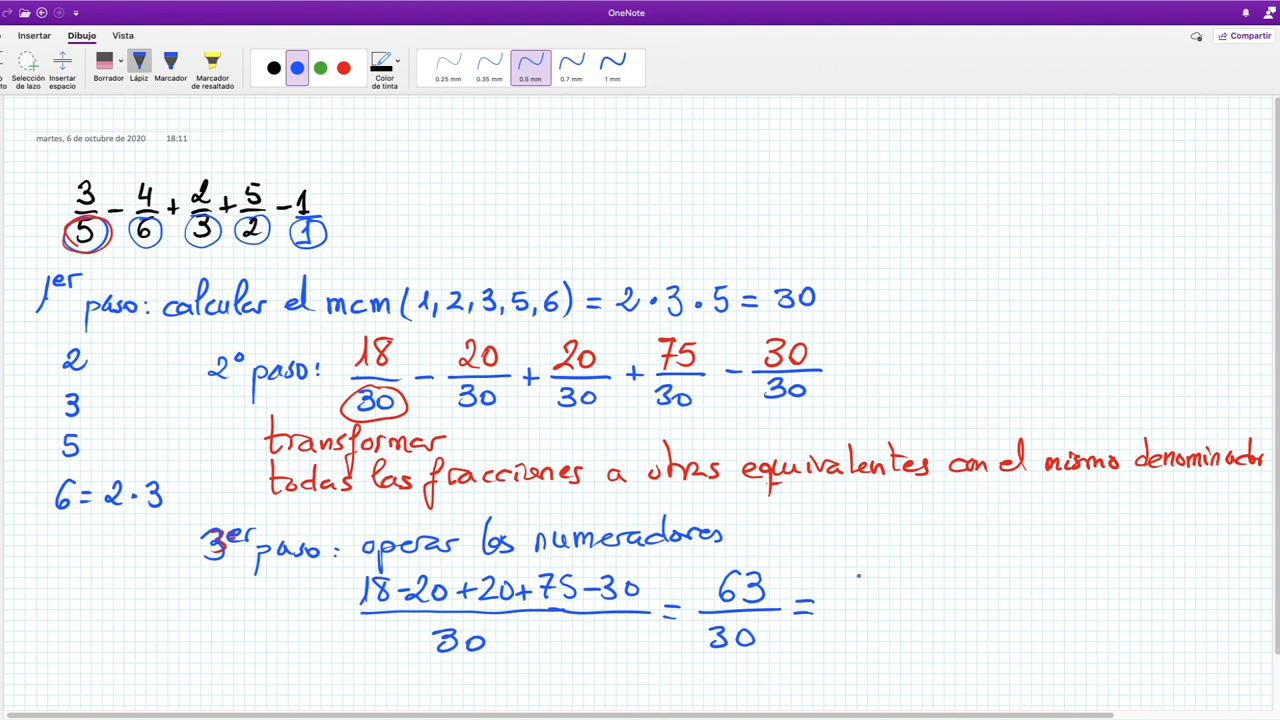 OneNote
Insertar Dibujo Vista
Compartir
Borrador Lápiz Marcador Marcador de resaltado
Selección de lazo Insertar espacio
Color de tinta
0.25 mm 0.35 mm 0.5 mm 0.7 mm 1 mm
martes, 6 de octubre de 2020 18:11
3/5 - 4/6 + 2/3 + 5/2 - 1/1
1er paso: calcular el mcm (1, 2, 3, 5, 6) = 2 · 3 · 5 = 30
2
3
5
6 = 2 · 3
2º paso: 18/30 - 20/30 + 20/30 + 75/30 - 30/30
transformar
todas las fracciones a otras equivalentes con el mismo denominador
3er paso: operar los numeradores
18-20+20+75-30/30 = 63/30 =